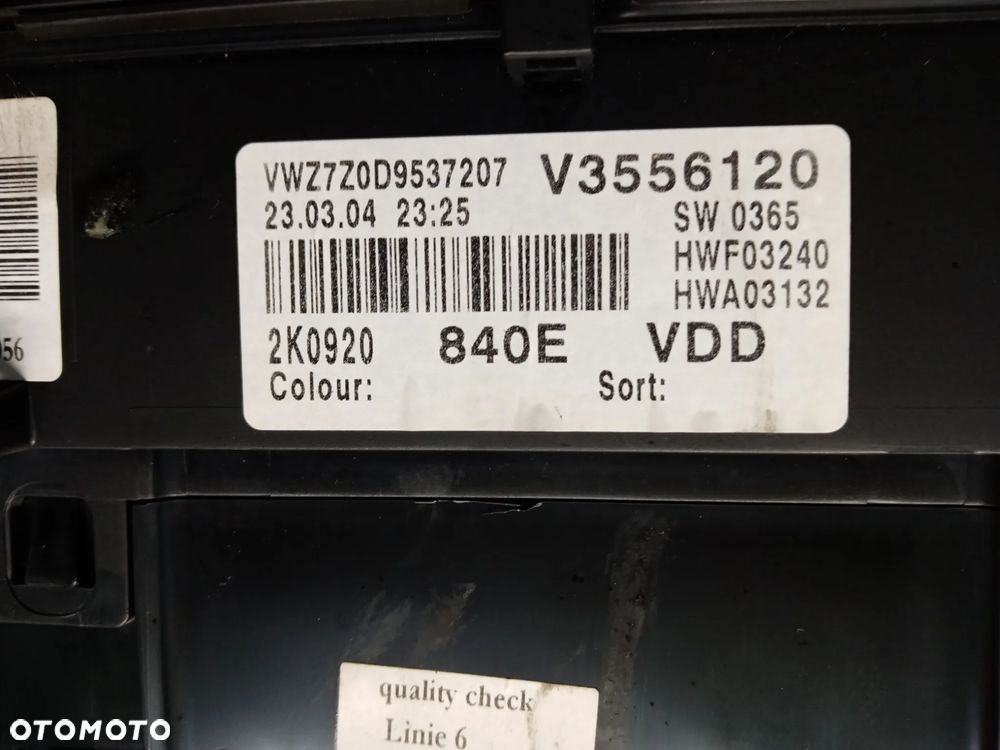 VWZ7Z0D9537207 V3556120
23.03.04 23:25 SW 0365
HWF03240
HWA03132
2K0920 840E VDD
Colour: Sort:
056
quality check
Linie 6
OTOMOTO